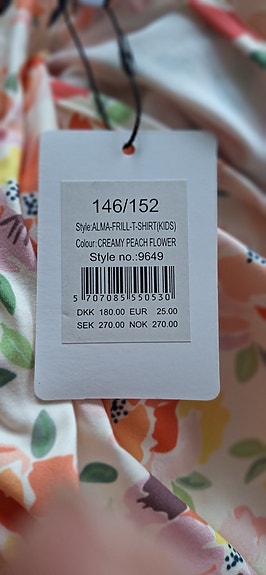 146/152
Style:ALMA-FRILL-T-SHIRT(KIDS)
Colour: CREAMY PEACH FLOWER
Style no.:9649
5 707085 550530
DKK 180.00 EUR 25.00
SEK 270.00 NOK 270.00